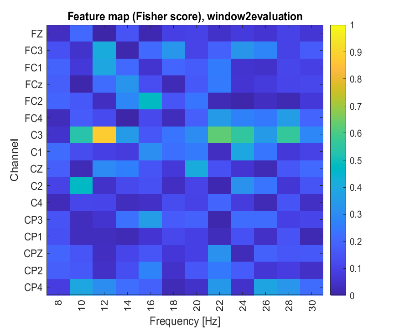 Feature map (Fisher score), window2evaluation
Channel
FZ
FC3
FC1
FCz
FC2
FC4
C3
C1
CZ
C2
C4
CP3
CP1
CPZ
CP2
CP4
8 10 12 14 16 18 20 22 24 26 28 30
Frequency [Hz]
1
0.9
0.8
0.7
0.6
0.5
0.4
0.3
0.2
0.1
0